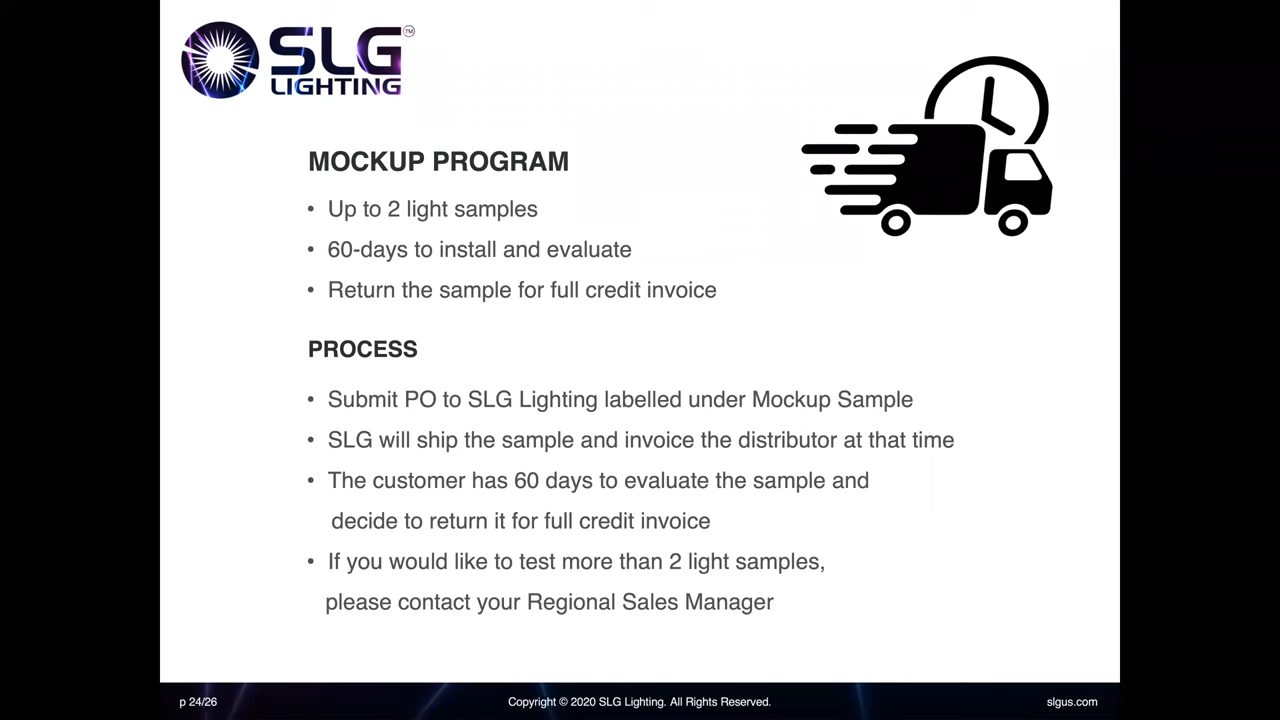 SLG™
LIGHTING
MOCKUP PROGRAM
• Up to 2 light samples
• 60-days to install and evaluate
• Return the sample for full credit invoice
PROCESS
• Submit PO to SLG Lighting labelled under Mockup Sample
• SLG will ship the sample and invoice the distributor at that time
• The customer has 60 days to evaluate the sample and
decide to return it for full credit invoice
• If you would like to test more than 2 light samples,
please contact your Regional Sales Manager
p 24/26 Copyright © 2020 SLG Lighting. All Rights Reserved. slgus.com